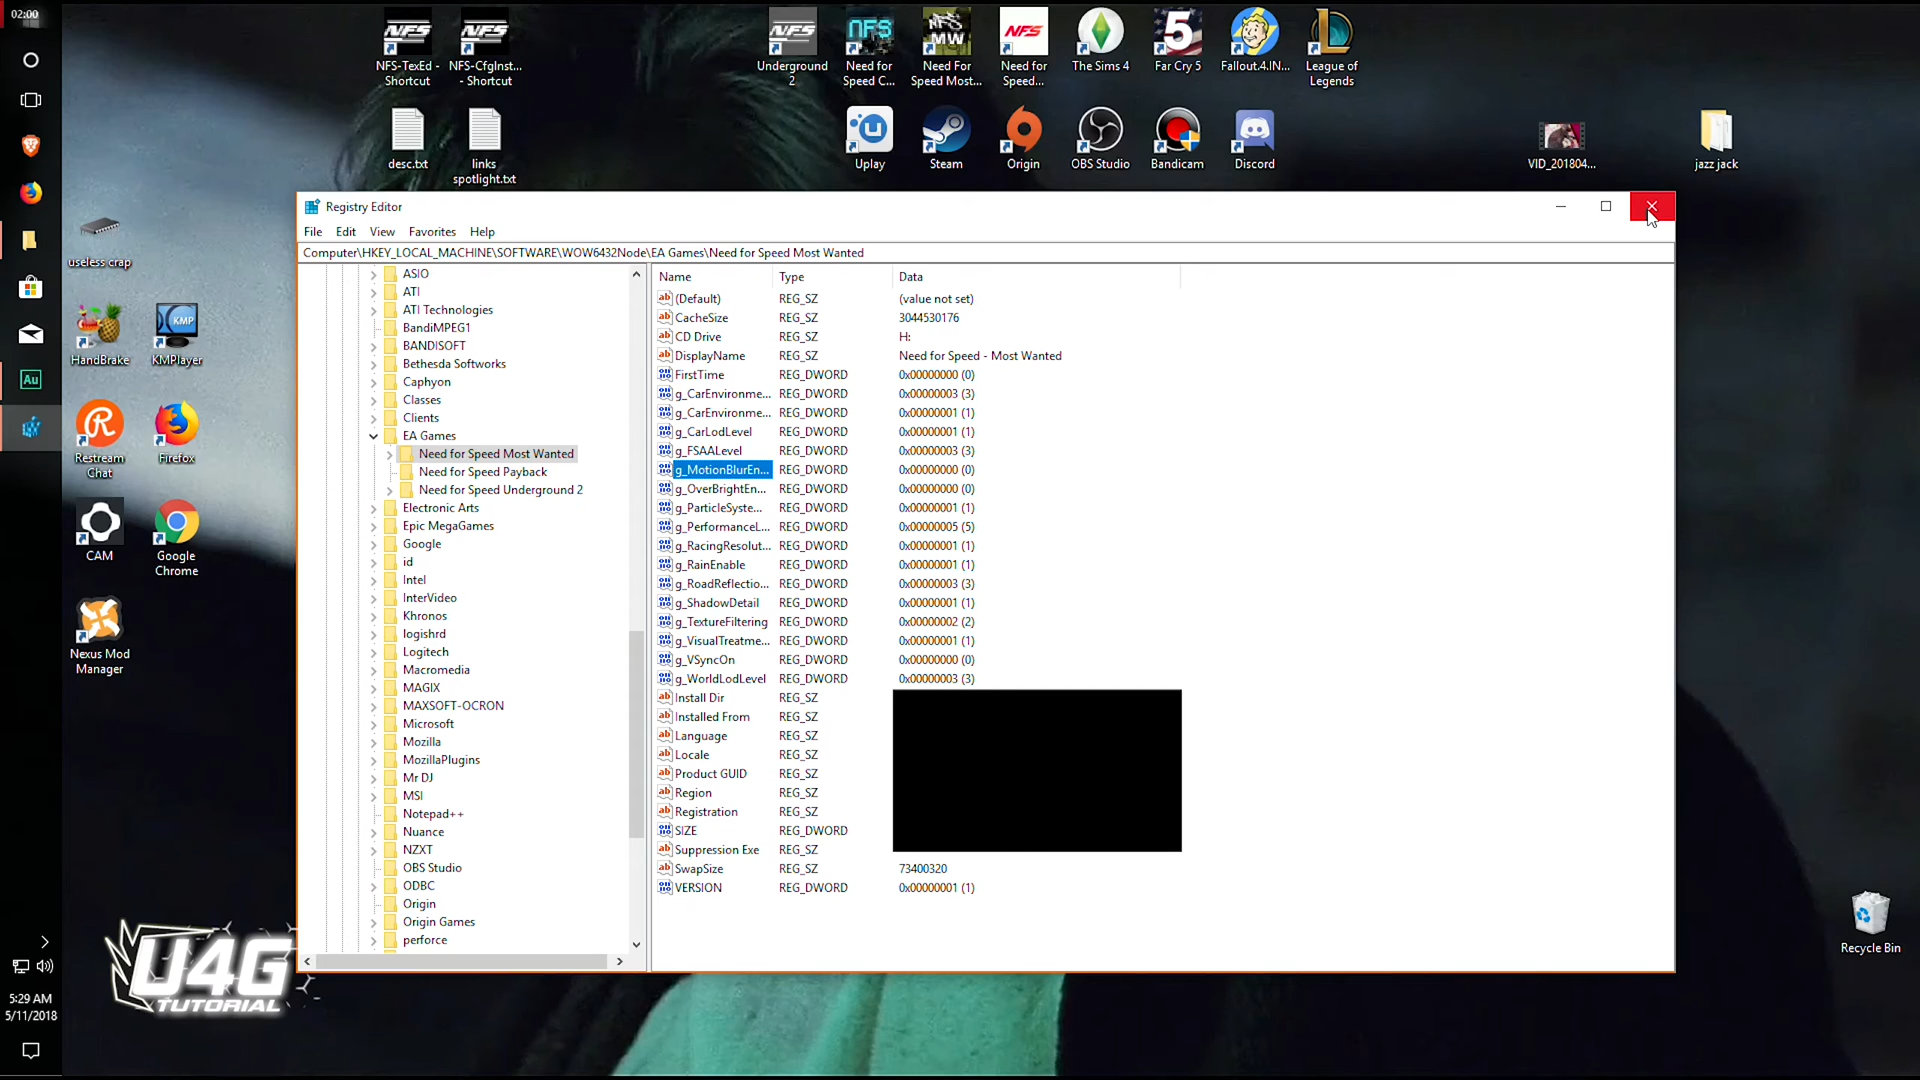 02:00
NFS-TexEd -
Shortcut
NFS-CfgInst...
- Shortcut
Underground
2
Need for
Speed C...
Need For
Speed Most...
Need for
Speed...
The Sims 4
Far Cry 5
Fallout.4.IN...
League of
Legends
desc.txt
links
spotlight.txt
Uplay
Steam
Origin
OBS Studio
Bandicam
Discord
VID_201804...
jazz jack
useless crap
HandBrake
KMPlayer
Restream
Chat
Firefox
CAM
Google
Chrome
Nexus Mod
Manager
Recycle Bin
Registry Editor
File Edit View Favorites Help
Computer\HKEY_LOCAL_MACHINE\SOFTWARE\WOW6432Node\EA Games\Need for Speed Most Wanted
ASIO
ATI
ATI Technologies
BandiMPEG1
BANDISOFT
Bethesda Softworks
Caphyon
Classes
Clients
EA Games
Need for Speed Most Wanted
Need for Speed Payback
Need for Speed Underground 2
Electronic Arts
Epic MegaGames
Google
id
Intel
InterVideo
Khronos
logishrd
Logitech
Macromedia
MAGIX
MAXSOFT-OCRON
Microsoft
Mozilla
MozillaPlugins
Mr DJ
MSI
Notepad++
Nuance
NZXT
OBS Studio
ODBC
Origin
Origin Games
perforce
Name Type Data
(Default) REG_SZ (value not set)
CacheSize REG_SZ 3044530176
CD Drive REG_SZ H:
DisplayName REG_SZ Need for Speed - Most Wanted
FirstTime REG_DWORD 0x00000000 (0)
g_CarEnvironme... REG_DWORD 0x00000003 (3)
g_CarEnvironme... REG_DWORD 0x00000001 (1)
g_CarLodLevel REG_DWORD 0x00000001 (1)
g_FSAALevel REG_DWORD 0x00000003 (3)
g_MotionBlurEn... REG_DWORD 0x00000000 (0)
g_OverBrightEn... REG_DWORD 0x00000000 (0)
g_ParticleSyste... REG_DWORD 0x00000001 (1)
g_PerformanceL... REG_DWORD 0x00000005 (5)
g_RacingResolut... REG_DWORD 0x00000001 (1)
g_RainEnable REG_DWORD 0x00000001 (1)
g_RoadReflectio... REG_DWORD 0x00000003 (3)
g_ShadowDetail REG_DWORD 0x00000001 (1)
g_TextureFiltering REG_DWORD 0x00000002 (2)
g_VisualTreatme... REG_DWORD 0x00000001 (1)
g_VSyncOn REG_DWORD 0x00000000 (0)
g_WorldLodLevel REG_DWORD 0x00000003 (3)
Install Dir REG_SZ
Installed From REG_SZ
Language REG_SZ
Locale REG_SZ
Product GUID REG_SZ
Region REG_SZ
Registration REG_SZ
SIZE REG_DWORD
Suppression Exe REG_SZ
SwapSize REG_SZ 73400320
VERSION REG_DWORD 0x00000001 (1)
U4G
TUTORIAL
5:29 AM
5/11/2018